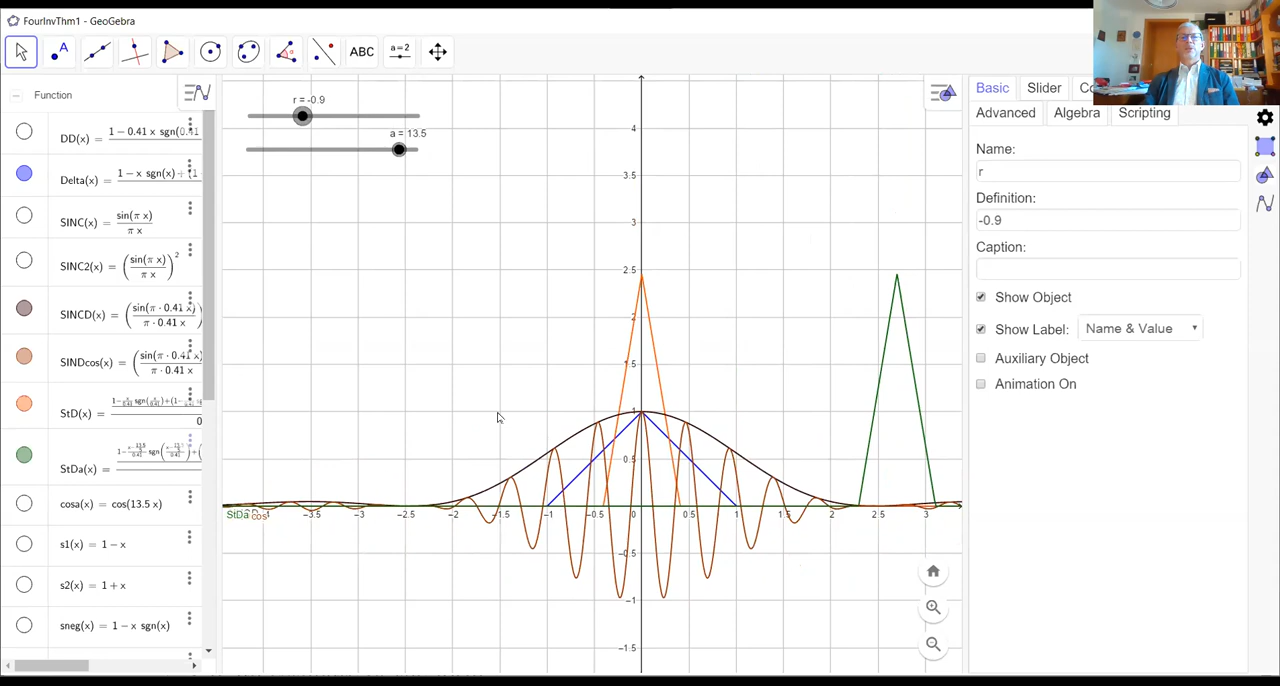 FourInvThm1 - GeoGebra
ABC
a=2
Function
DD(x) = 1−0.41 x sgn(0.41
Delta(x) = 1−x sgn(x)+(1
SINC(x) = sin(π x) / π x
SINC2(x) = (sin(π x) / π x)²
SINCD(x) = (sin(π · 0.41 x) / π · 0.41 x)
SINDcos(x) = (sin(π · 0.41 x / π · 0.41 x
StD(x) =
StDa(x) =
cosa(x) = cos(13.5 x)
s1(x) = 1−x
s2(x) = 1+x
sneg(x) = 1−x sgn(x)
r = -0.9
a = 13.5
4
3.5
3
2.5
2
1.5
1
0.5
−3.5 −3 −2.5 −2 −1.5 −1 −0.5 0 0.5 1 1.5 2 2.5 3
StDa cos
−0.5
−1
−1.5
Basic
Slider
Advanced
Algebra
Scripting
Name:
r
Definition:
-0.9
Caption:
Show Object
Show Label:
Name & Value
Auxiliary Object
Animation On